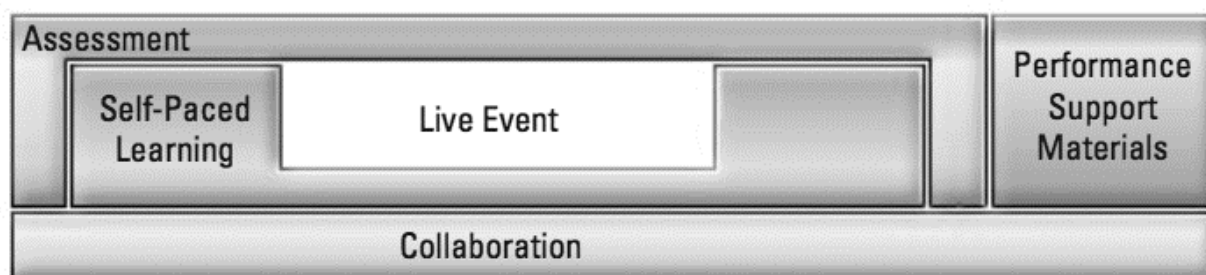 Assessment
Self-Paced
Learning
Live Event
Performance
Support
Materials
Collaboration